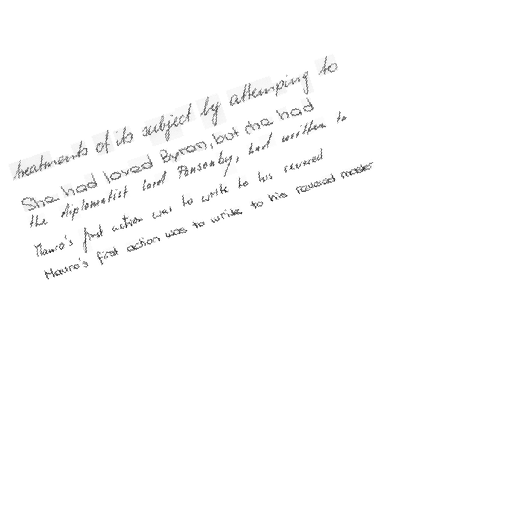 treatments of its subject by attemping to
She had loved Byron, but she had
the diplomatist Lord Ponsonby, had written to
Mauro's first action was to write to his revered
Mauro's first action was to write to his revered master